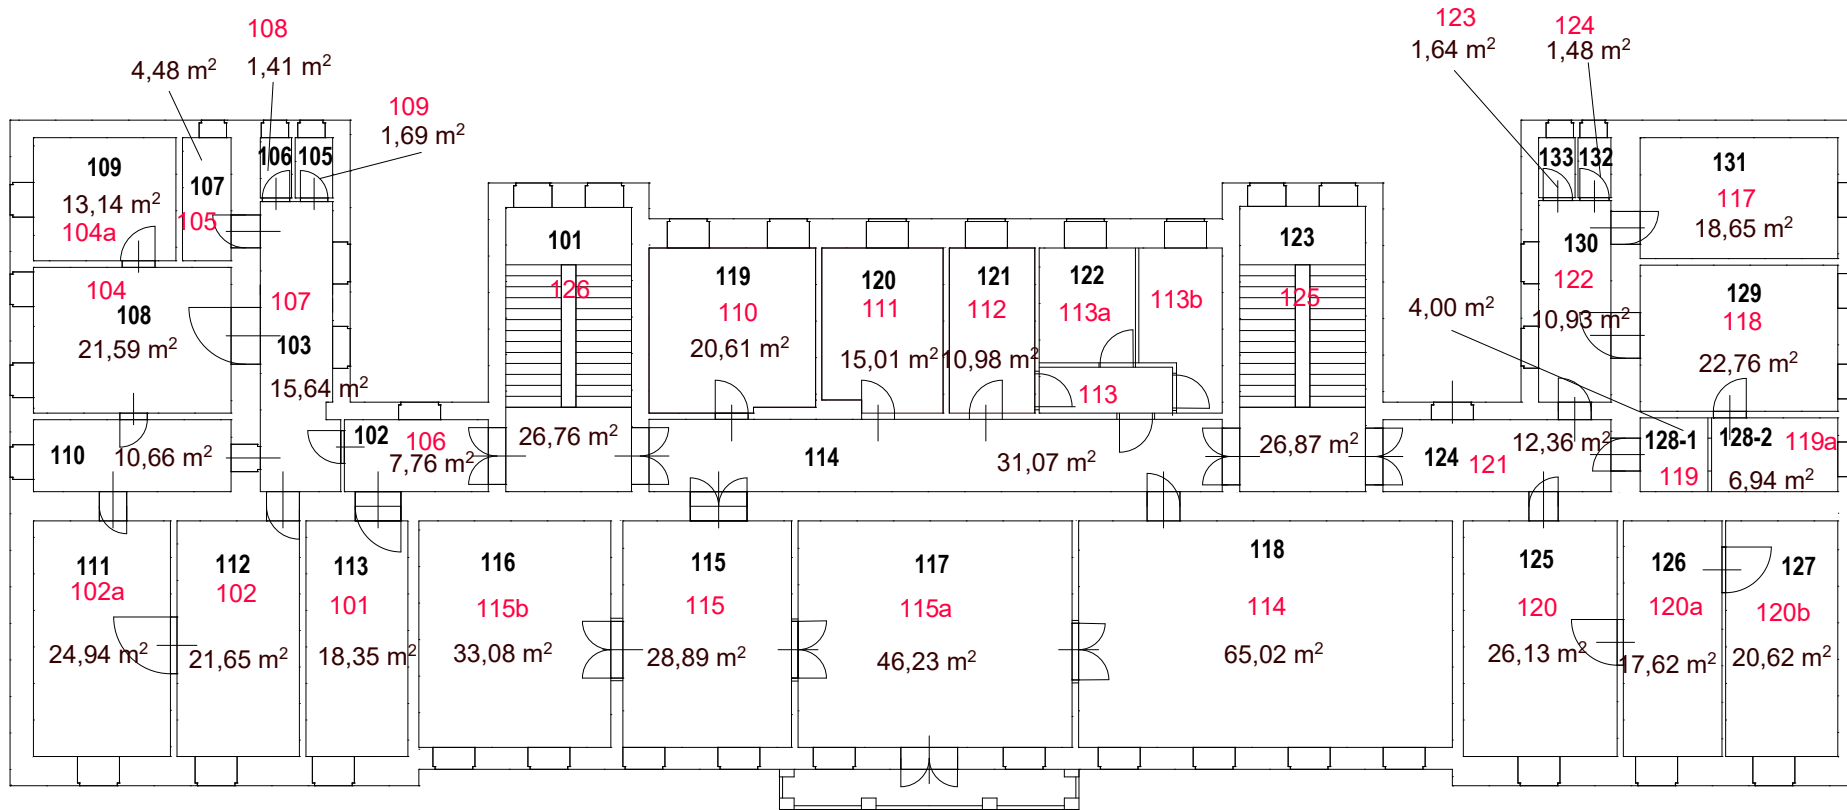 108
1,41 m²
4,48 m²
109
1,69 m²
123
1,64 m²
124
1,48 m²
109
13,14 m²
104a
107
105
106
105
104
108
21,59 m²
107
103
15,64 m²
101
126
26,76 m²
119
110
20,61 m²
120
111
15,01 m²
121
112
10,98 m²
122
113a
113b
113
123
125
26,87 m²
133
132
130
122
10,93 m²
4,00 m²
131
117
18,65 m²
129
118
22,76 m²
110
10,66 m²
102
106
7,76 m²
114
31,07 m²
124
121
12,36 m²
128-1
119
128-2
119a
6,94 m²
111
102a
24,94 m²
112
102
21,65 m²
113
101
18,35 m²
116
115b
33,08 m²
115
115
28,89 m²
117
115a
46,23 m²
118
114
65,02 m²
125
120
26,13 m²
126
120a
17,62 m²
127
120b
20,62 m²